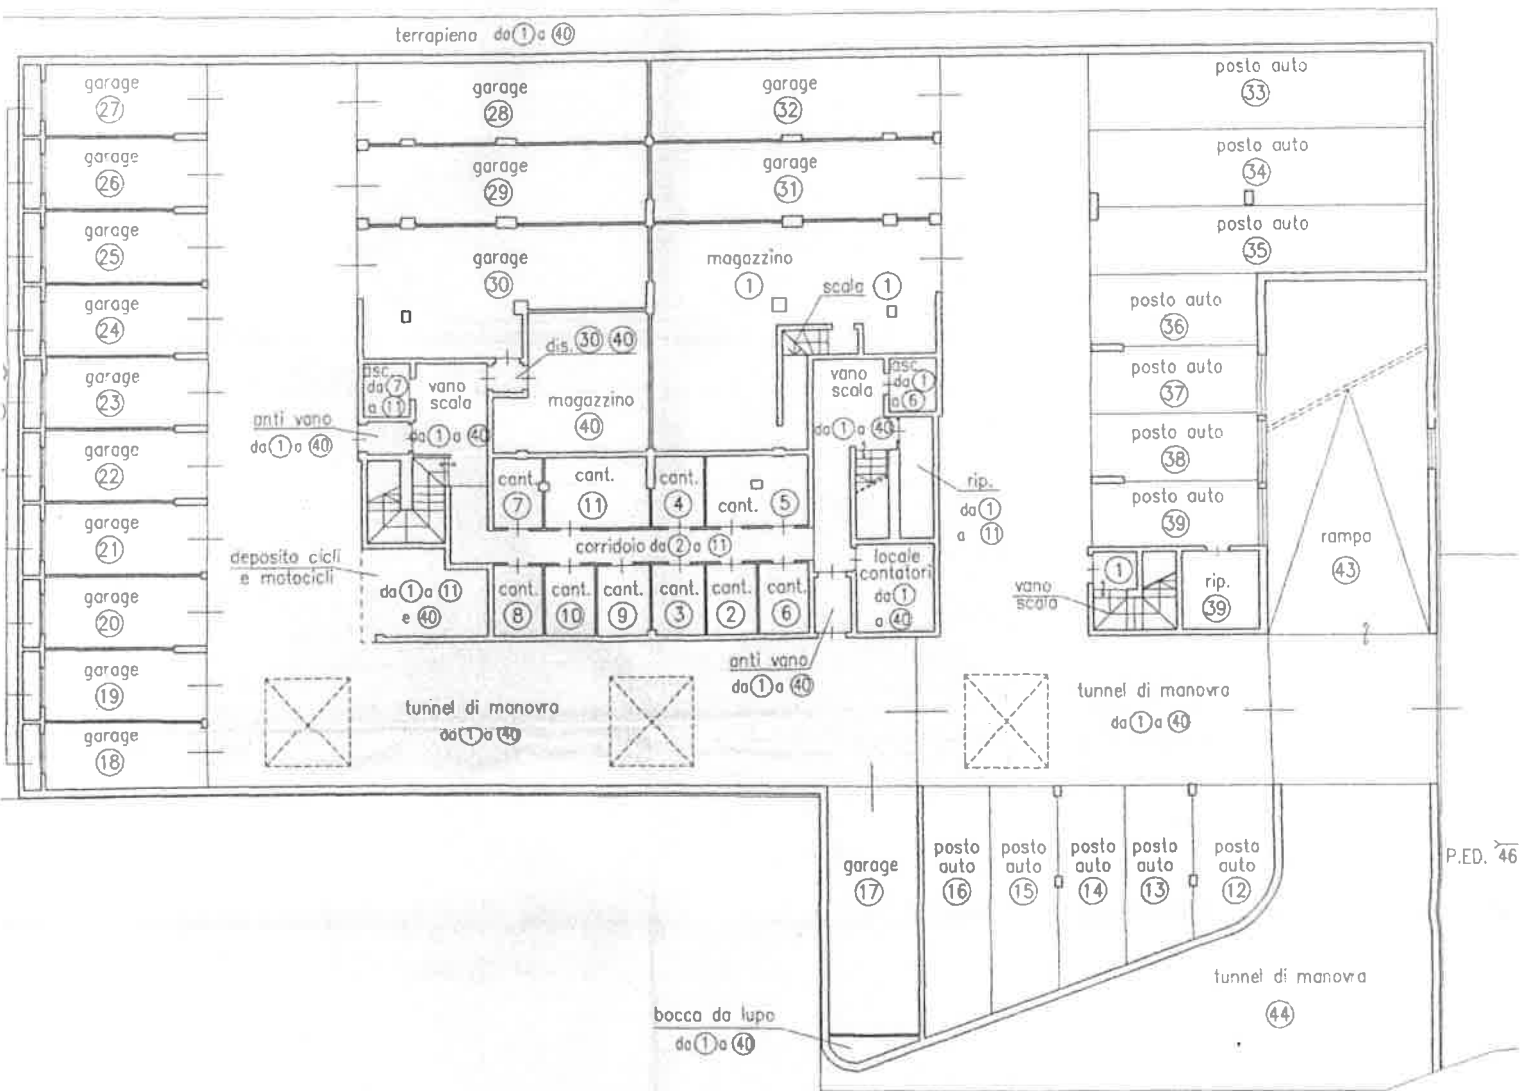 terrapieno da 1 a 40
garage
27
garage
28
garage
32
posto auto
33
garage
26
garage
29
garage
31
posto auto
34
garage
25
garage
30
magazzino
1
scala 1
posto auto
35
garage
24
dis. 30 40
posto auto
36
garage
23
asc.
da 7
a 11
vano
scala
da 1 a 40
magazzino
40
vano
scala
da 1 a 40
asc.
da 1
a 6
posto auto
37
anti vano
da 1 a 40
garage
22
cant.
7
cant.
11
cant.
4
cant. 5
rip.
da 1
a 11
posto auto
38
garage
21
corridoio da 2 a 11
posto auto
39
rampa
43
deposito cicli
e motocicli
da 1 a 11
e 40
cant.
8
cant.
10
cant.
9
cant.
3
cant.
2
cant.
6
locale
contatori
da 1
a 40
vano
scala
1
rip.
39
garage
20
garage
19
anti vano
da 1 a 40
tunnel di manovra
da 1 a 40
tunnel di manovra
da 1 a 40
garage
18
garage
17
posto
auto
16
posto
auto
15
posto
auto
14
posto
auto
13
posto
auto
12
P.ED. 46
tunnel di manovra
44
bocca da lupo
da 1 a 40